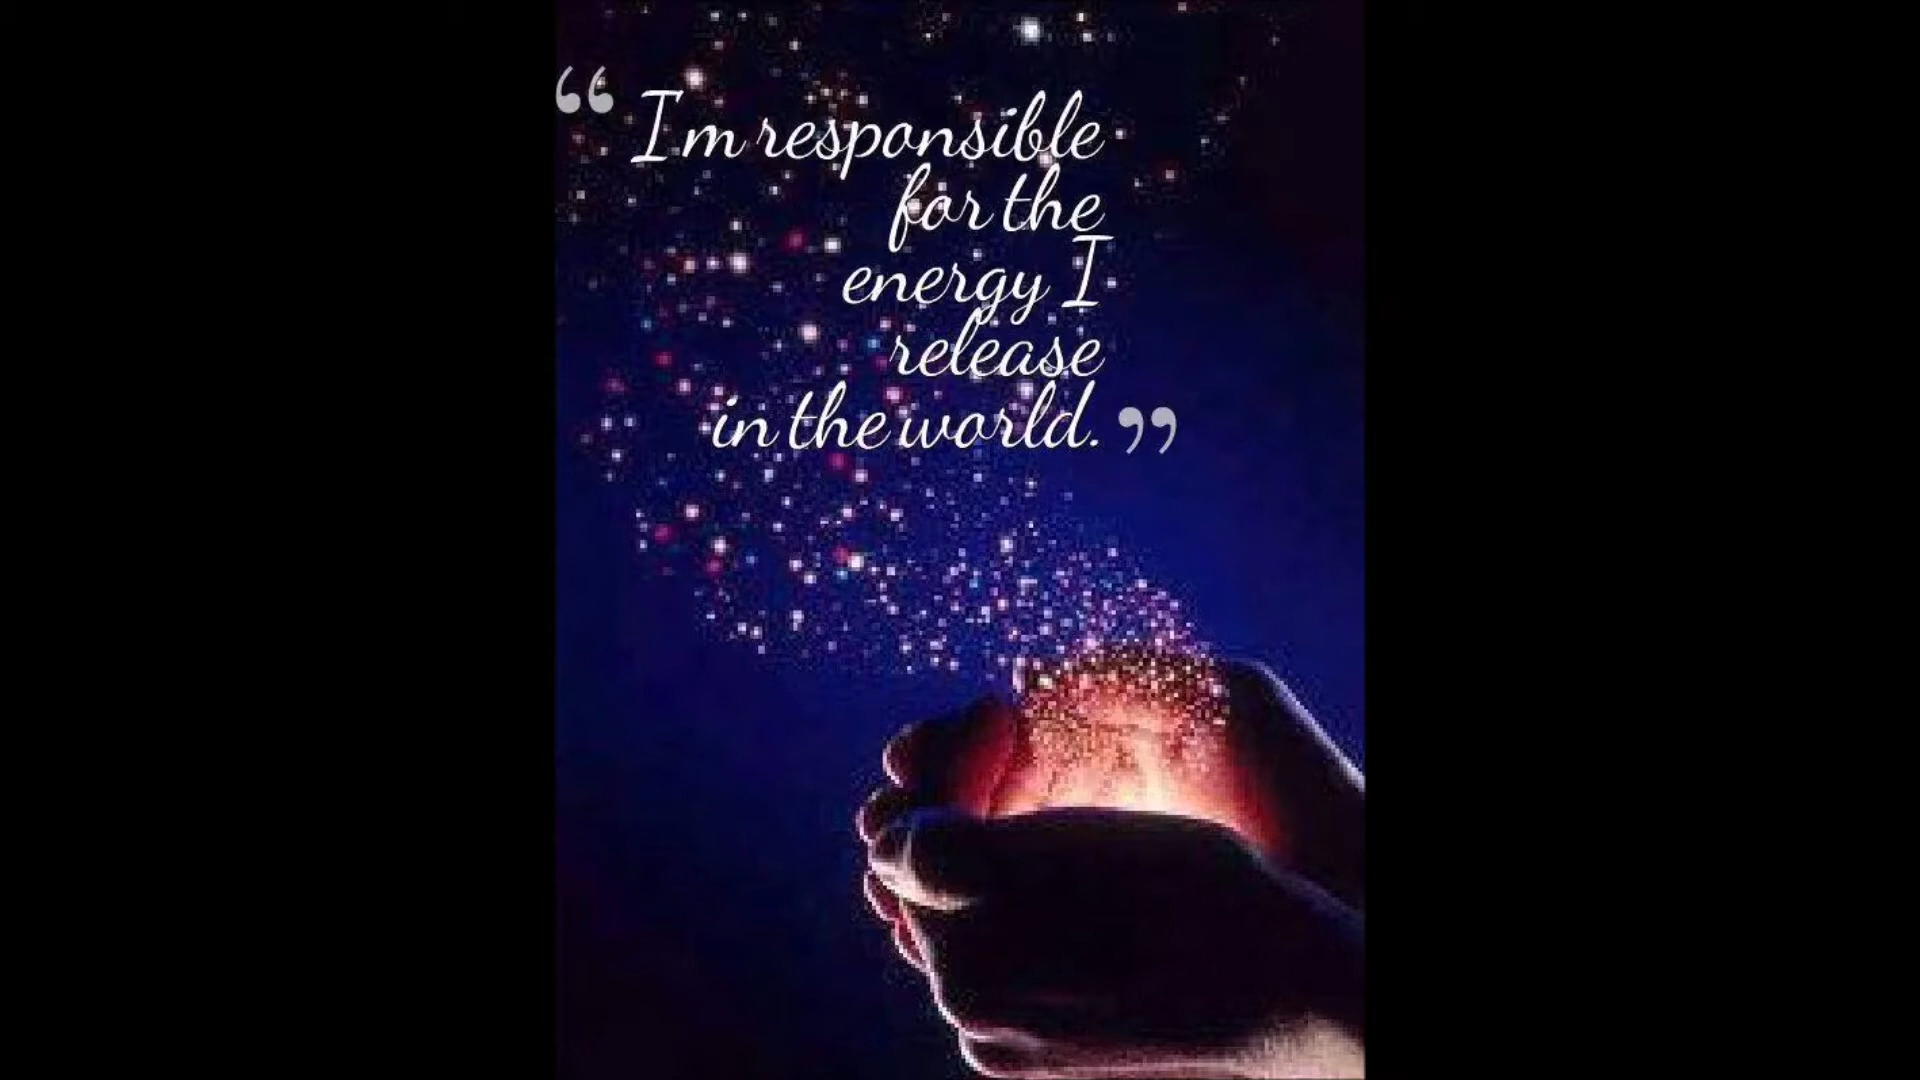 “I'm responsible
for the
energy I
release
in the world.”